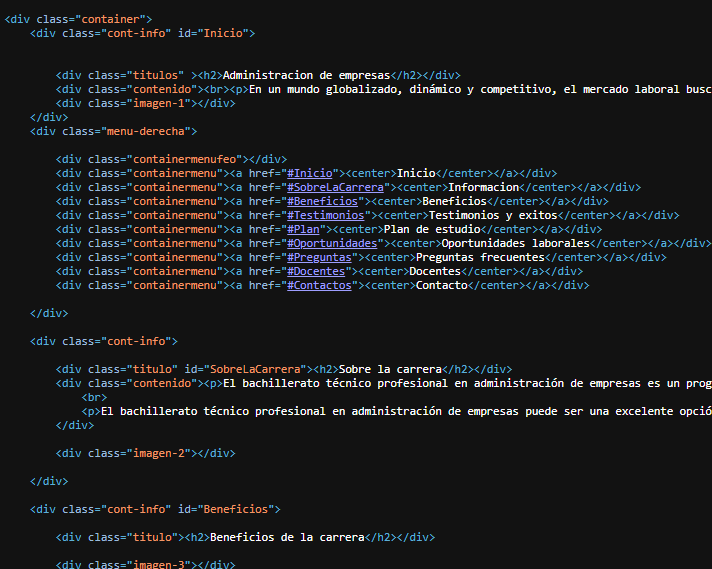 <div class="container">
<div class="cont-info" id="Inicio">
<div class="titulos" ><h2>Administracion de empresas</h2></div>
<div class="contenido"><br><p>En un mundo globalizado, dinámico y competitivo, el mercado laboral busc
<div class="imagen-1"></div>
</div>
<div class="menu-derecha">
<div class="containermenufeo"></div>
<div class="containermenu"><a href="#Inicio"><center>Inicio</center></a></div>
<div class="containermenu"><a href="#SobreLaCarrera"><center>Informacion</center></a></div>
<div class="containermenu"><a href="#Beneficios"><center>Beneficios</center></a></div>
<div class="containermenu"><a href="#Testimonios"><center>Testimonios y exitos</center></a></div>
<div class="containermenu"><a href="#Plan"><center>Plan de estudio</center></a></div>
<div class="containermenu"><a href="#Oportunidades"><center>Oportunidades laborales</center></a></div>
<div class="containermenu"><a href="#Preguntas"><center>Preguntas frecuentes</center></a></div>
<div class="containermenu"><a href="#Docentes"><center>Docentes</center></a></div>
<div class="containermenu"><a href="#Contactos"><center>Contacto</center></a></div>
</div>
<div class="cont-info">
<div class="titulo" id="SobreLaCarrera"><h2>Sobre la carrera</h2></div>
<div class="contenido"><p>El bachillerato técnico profesional en administración de empresas es un prog
<br>
<p>El bachillerato técnico profesional en administración de empresas puede ser una excelente opció
</div>
<div class="imagen-2"></div>
</div>
<div class="cont-info" id="Beneficios">
<div class="titulo"><h2>Beneficios de la carrera</h2></div>
<div class="imagen-3"></div>